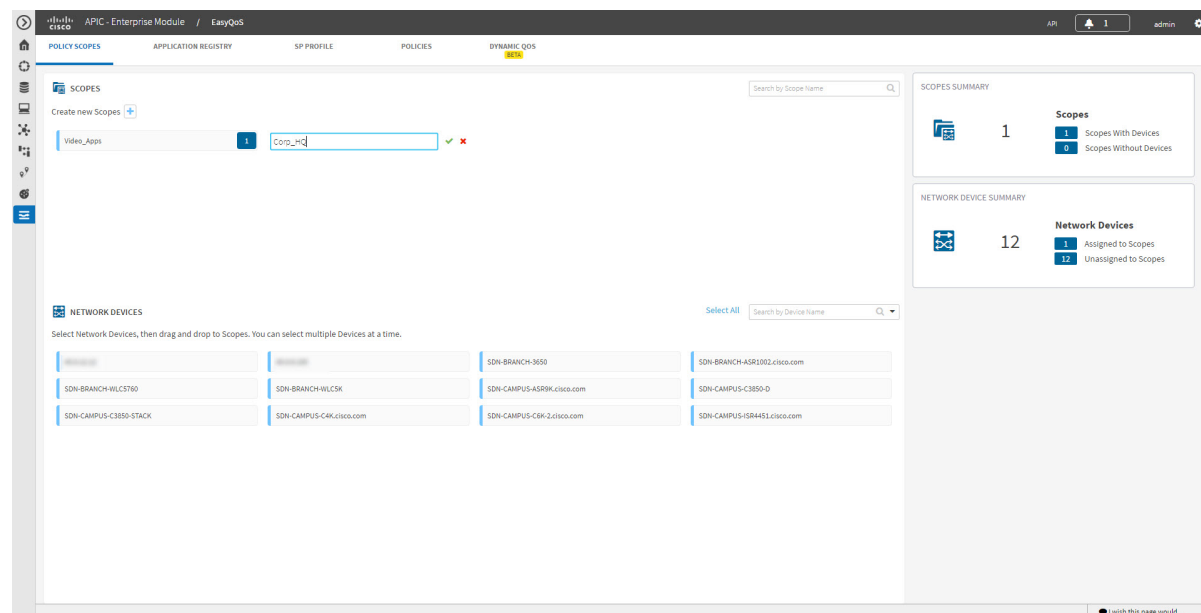 CISCO APIC - Enterprise Module / EasyQoS API 1 admin
POLICY SCOPES APPLICATION REGISTRY SP PROFILE POLICIES DYNAMIC QOS
BETA
SCOPES
Search by Scope Name
Create new Scopes +
Video_Apps 1 Corp_HQ
SCOPES SUMMARY
1
Scopes
1 Scopes With Devices
0 Scopes Without Devices
NETWORK DEVICE SUMMARY
12
Network Devices
1 Assigned to Scopes
12 Unassigned to Scopes
NETWORK DEVICES
Select All Search by Device Name
Select Network Devices, then drag and drop to Scopes. You can select multiple Devices at a time.
SDN-BRANCH-3650 SDN-BRANCH-ASR1002.cisco.com
SDN-BRANCH-WLC5760 SDN-BRANCH-WLC5K SDN-CAMPUS-ASR9K.cisco.com SDN-CAMPUS-C3850-D
SDN-CAMPUS-C3850-STACK SDN-CAMPUS-C4K.cisco.com SDN-CAMPUS-C6K-2.cisco.com SDN-CAMPUS-ISR4451.cisco.com
I wish this page would